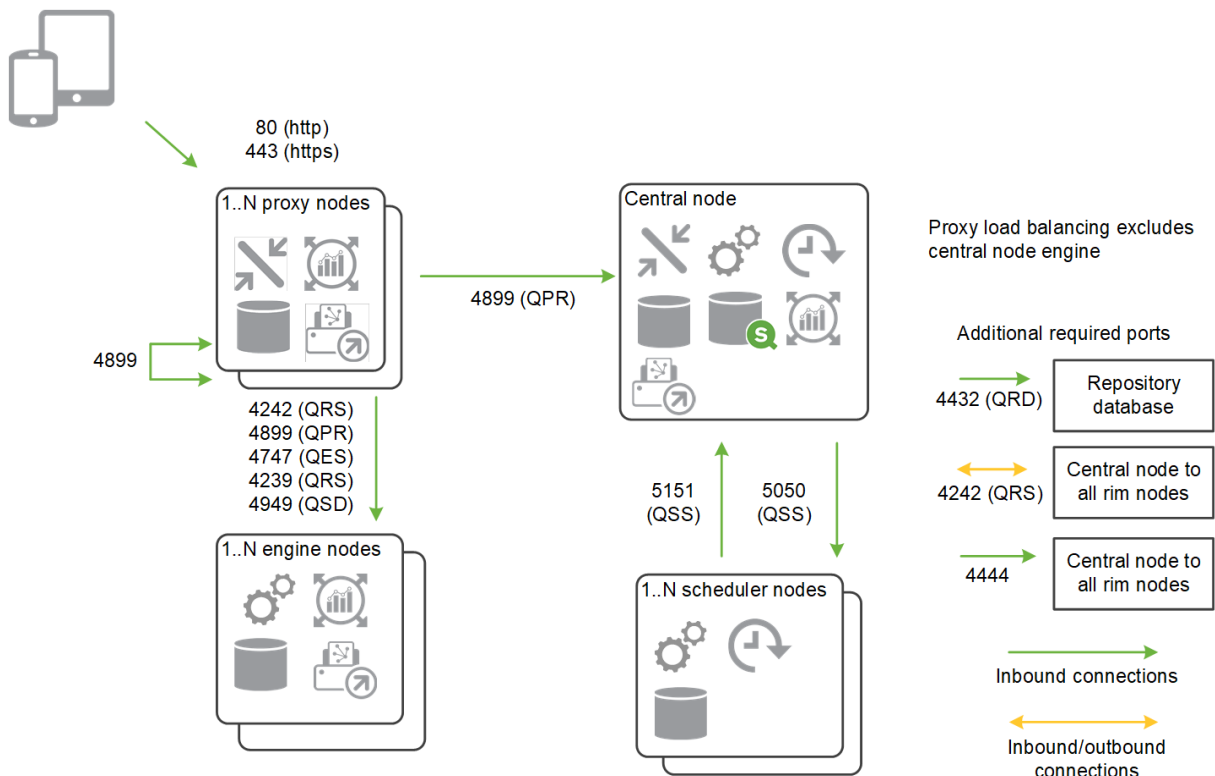 80 (http)
443 (https)
1..N proxy nodes
4899
4899 (QPR)
Central node
4242 (QRS)
4899 (QPR)
4747 (QES)
4239 (QRS)
4949 (QSD)
1..N engine nodes
5151
(QSS)
5050
(QSS)
1..N scheduler nodes
S
Proxy load balancing excludes
central node engine
Additional required ports
4432 (QRD)
Repository
database
4242 (QRS)
Central node to
all rim nodes
4444
Central node to
all rim nodes
Inbound connections
Inbound/outbound
connections